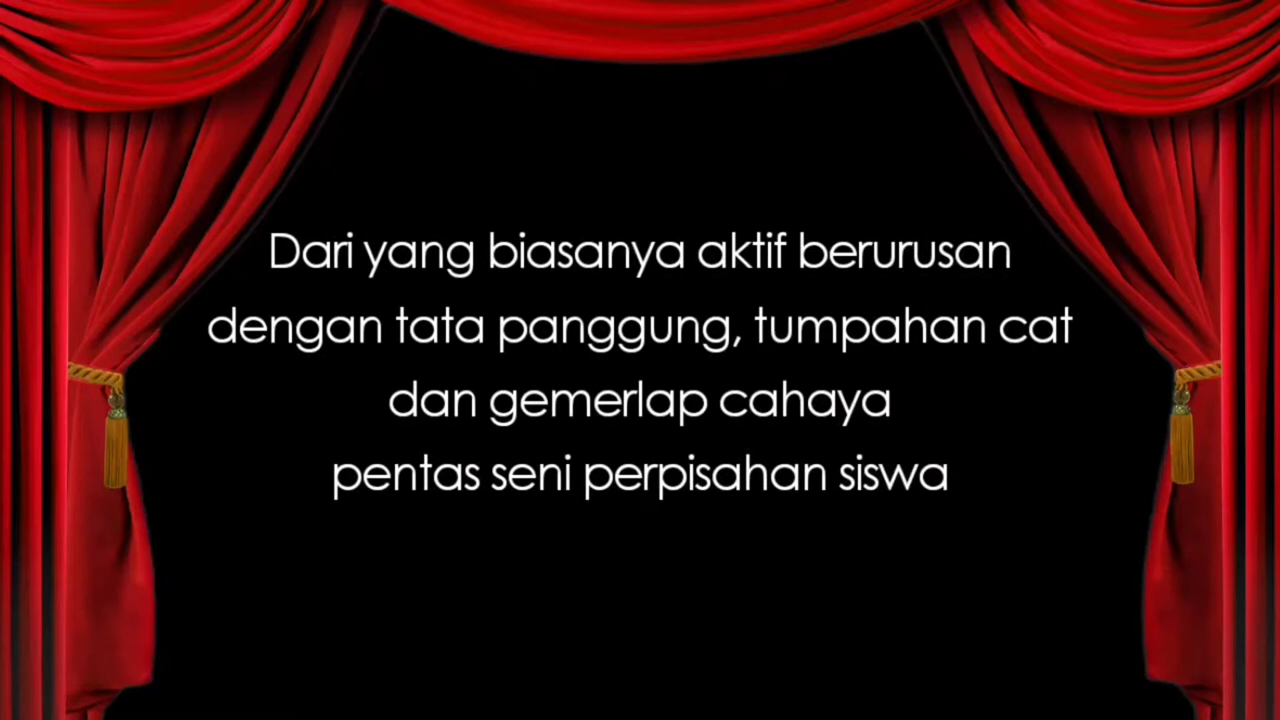 Dari yang biasanya aktif berurusan
dengan tata panggung, tumpahan cat
dan gemerlap cahaya
pentas seni perpisahan siswa